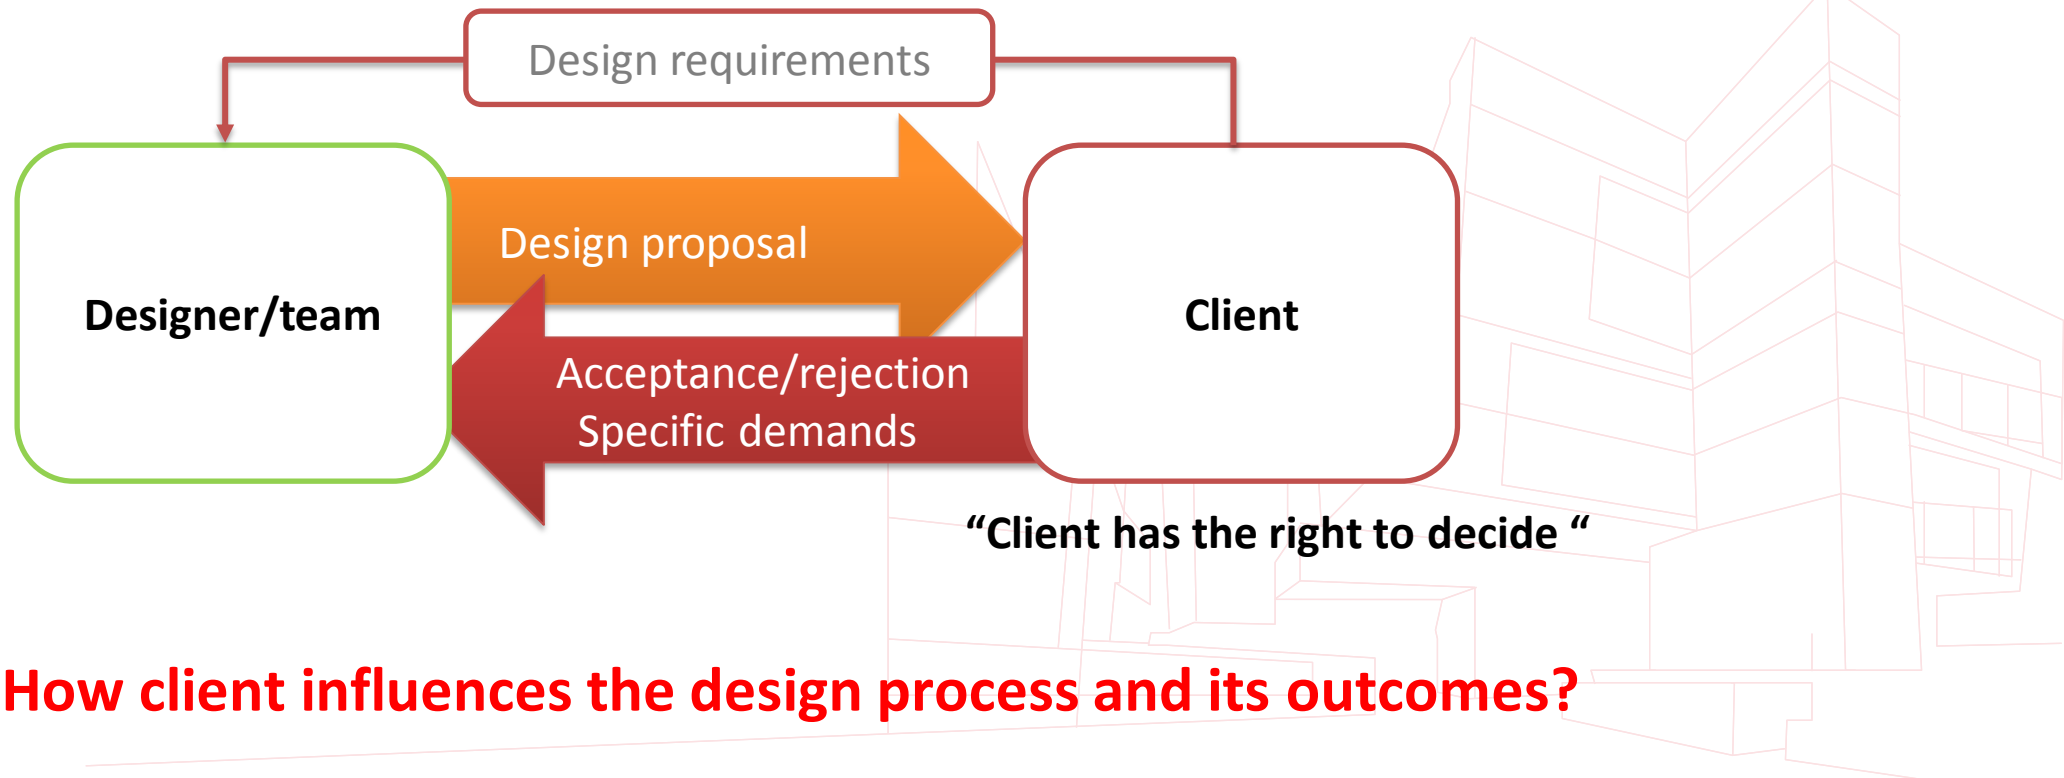 Design requirements
Design proposal
Designer/team
Client
Acceptance/rejection
Specific demands
“Client has the right to decide “
How client influences the design process and its outcomes?